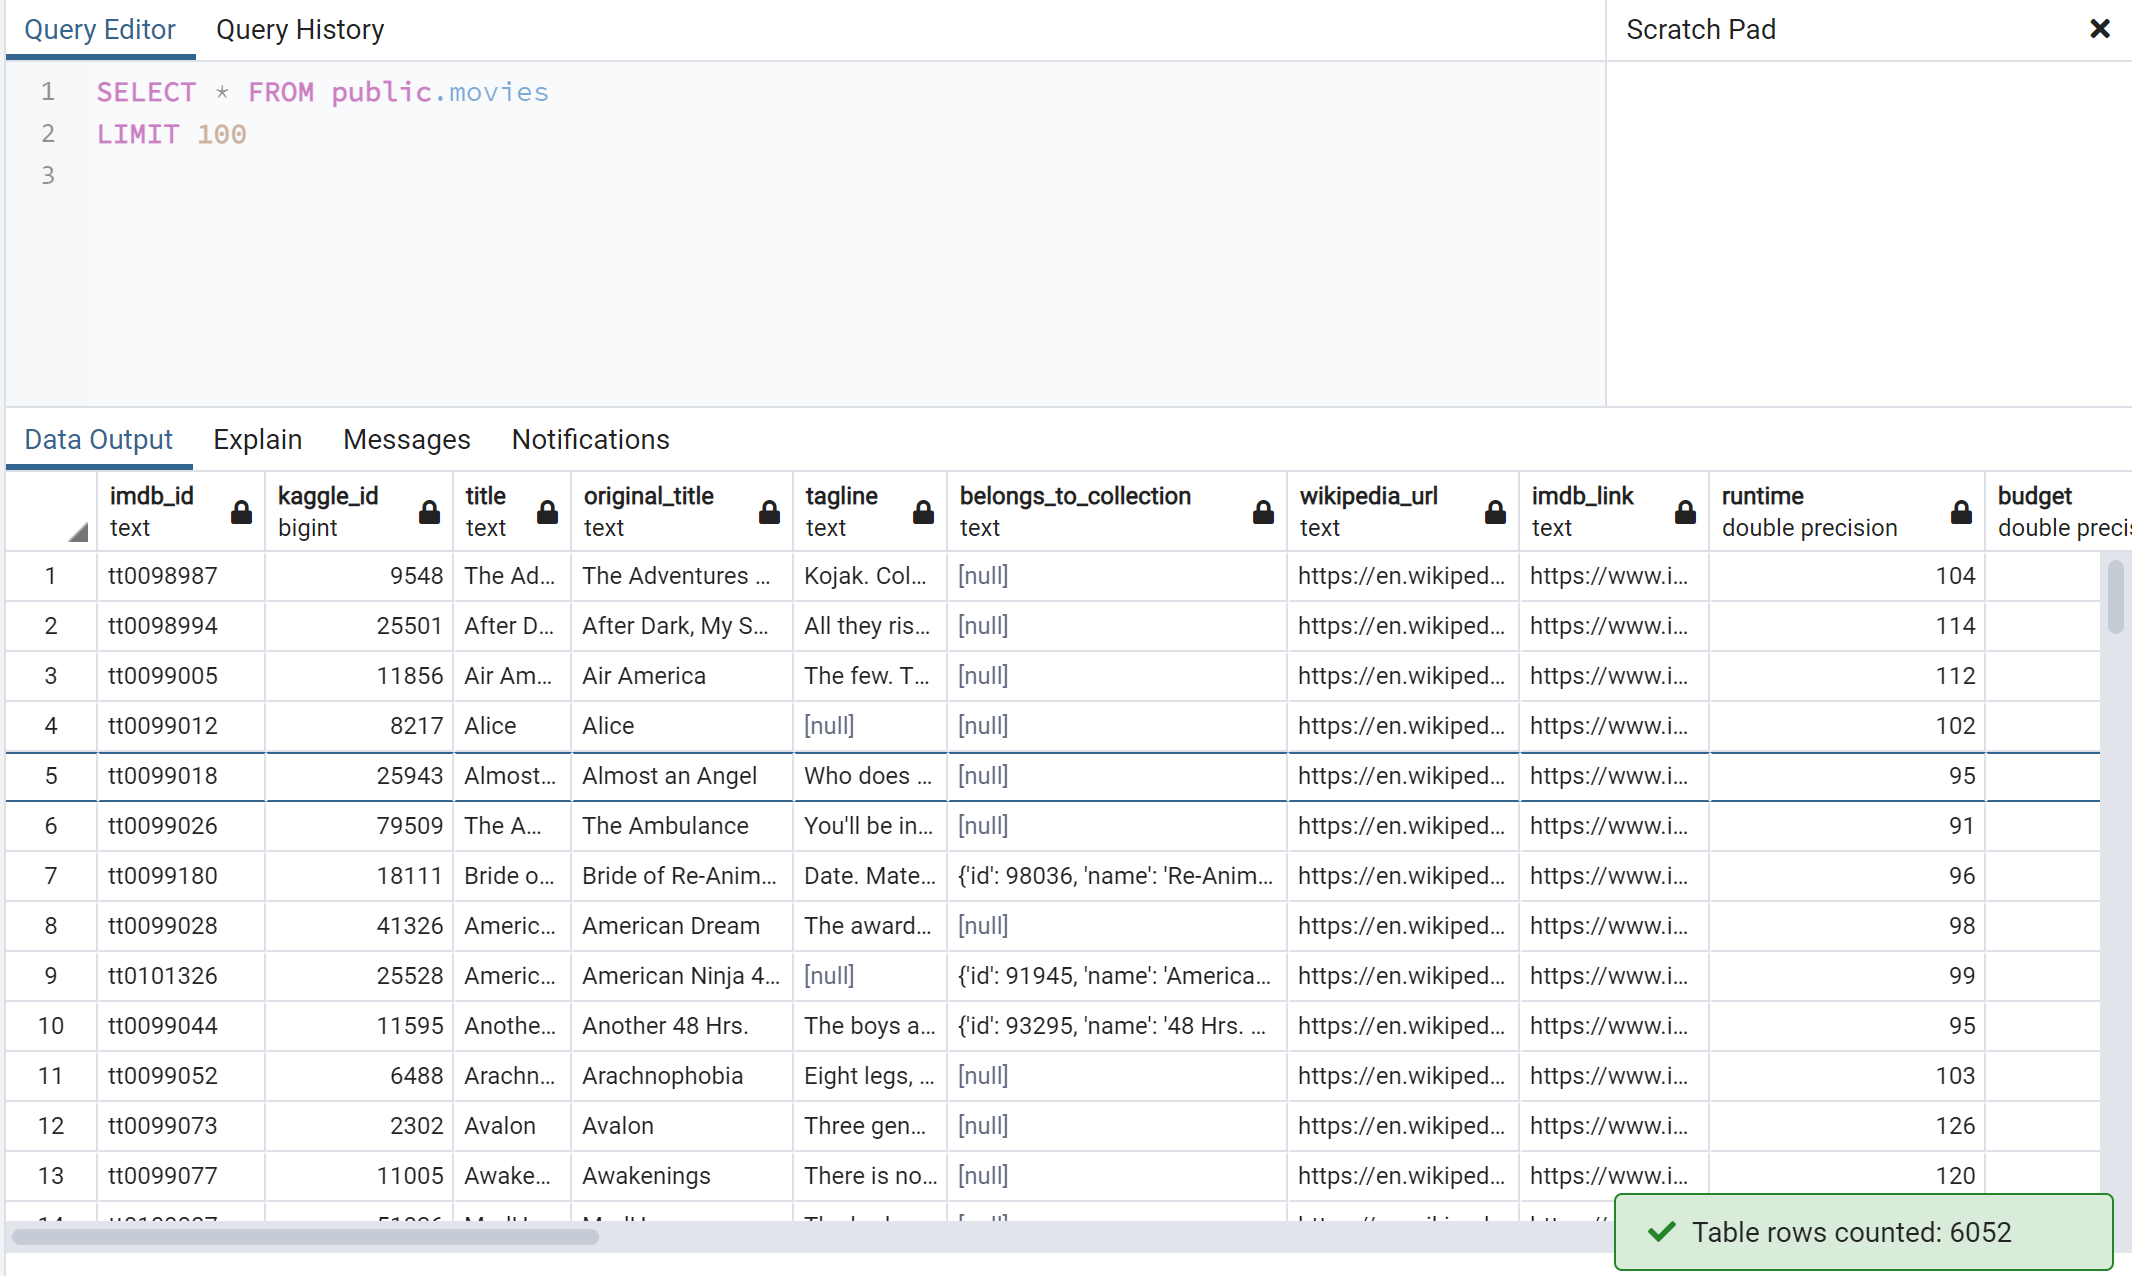 Query Editor Query History Scratch Pad
1 SELECT * FROM public.movies
2 LIMIT 100
3
Data Output Explain Messages Notifications
imdb_id kaggle_id title original_title tagline belongs_to_collection wikipedia_url imdb_link runtime budget
text bigint text text text text text text double precision double preci
1 tt0098987 9548 The Ad... The Adventures ... Kojak. Col... [null] https://en.wikiped... https://www.i... 104
2 tt0098994 25501 After D... After Dark, My S... All they ris... [null] https://en.wikiped... https://www.i... 114
3 tt0099005 11856 Air Am... Air America The few. T... [null] https://en.wikiped... https://www.i... 112
4 tt0099012 8217 Alice Alice [null] [null] https://en.wikiped... https://www.i... 102
5 tt0099018 25943 Almost... Almost an Angel Who does ... [null] https://en.wikiped... https://www.i... 95
6 tt0099026 79509 The A... The Ambulance You'll be in... [null] https://en.wikiped... https://www.i... 91
7 tt0099180 18111 Bride o... Bride of Re-Anim... Date. Mate... {'id': 98036, 'name': 'Re-Anim... https://en.wikiped... https://www.i... 96
8 tt0099028 41326 Americ... American Dream The award... [null] https://en.wikiped... https://www.i... 98
9 tt0101326 25528 Americ... American Ninja 4... [null] {'id': 91945, 'name': 'America... https://en.wikiped... https://www.i... 99
10 tt0099044 11595 Anothe... Another 48 Hrs. The boys a... {'id': 93295, 'name': '48 Hrs. ... https://en.wikiped... https://www.i... 95
11 tt0099052 6488 Arachn... Arachnophobia Eight legs, ... [null] https://en.wikiped... https://www.i... 103
12 tt0099073 2302 Avalon Avalon Three gen... [null] https://en.wikiped... https://www.i... 126
13 tt0099077 11005 Awake... Awakenings There is no... [null] https://en.wikiped... https://www.i... 120
Table rows counted: 6052